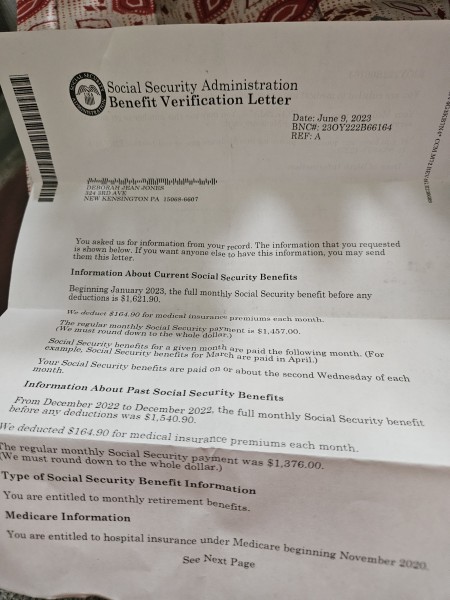 Social Security Administration
Benefit Verification Letter
Date: June 9, 2023
BNC#: 23OY222B66164
REF: A
DEBORAH JEAN JONES
324 3RD AVE
NEW KENSINGTON PA 15068-6607
You asked us for information from your record. The information that you requested
is shown below. If you want anyone else to have this information, you may send
them this letter.
Information About Current Social Security Benefits
Beginning January 2023, the full monthly Social Security benefit before any
deductions is $1,621.90.
We deduct $164.90 for medical insurance premiums each month.
The regular monthly Social Security payment is $1,457.00.
(We must round down to the whole dollar.)
Social Security benefits for a given month are paid the following month. (For
example, Social Security benefits for March are paid in April.)
Your Social Security benefits are paid on or about the second Wednesday of each
month.
Information About Past Social Security Benefits
From December 2022 to December 2022, the full monthly Social Security benefit
before any deductions was $1,540.90.
We deducted $164.90 for medical insurance premiums each month.
The regular monthly Social Security payment was $1,376.00.
(We must round down to the whole dollar.)
Type of Social Security Benefit Information
You are entitled to monthly retirement benefits.
Medicare Information
You are entitled to hospital insurance under Medicare beginning November 2020.
See Next Page